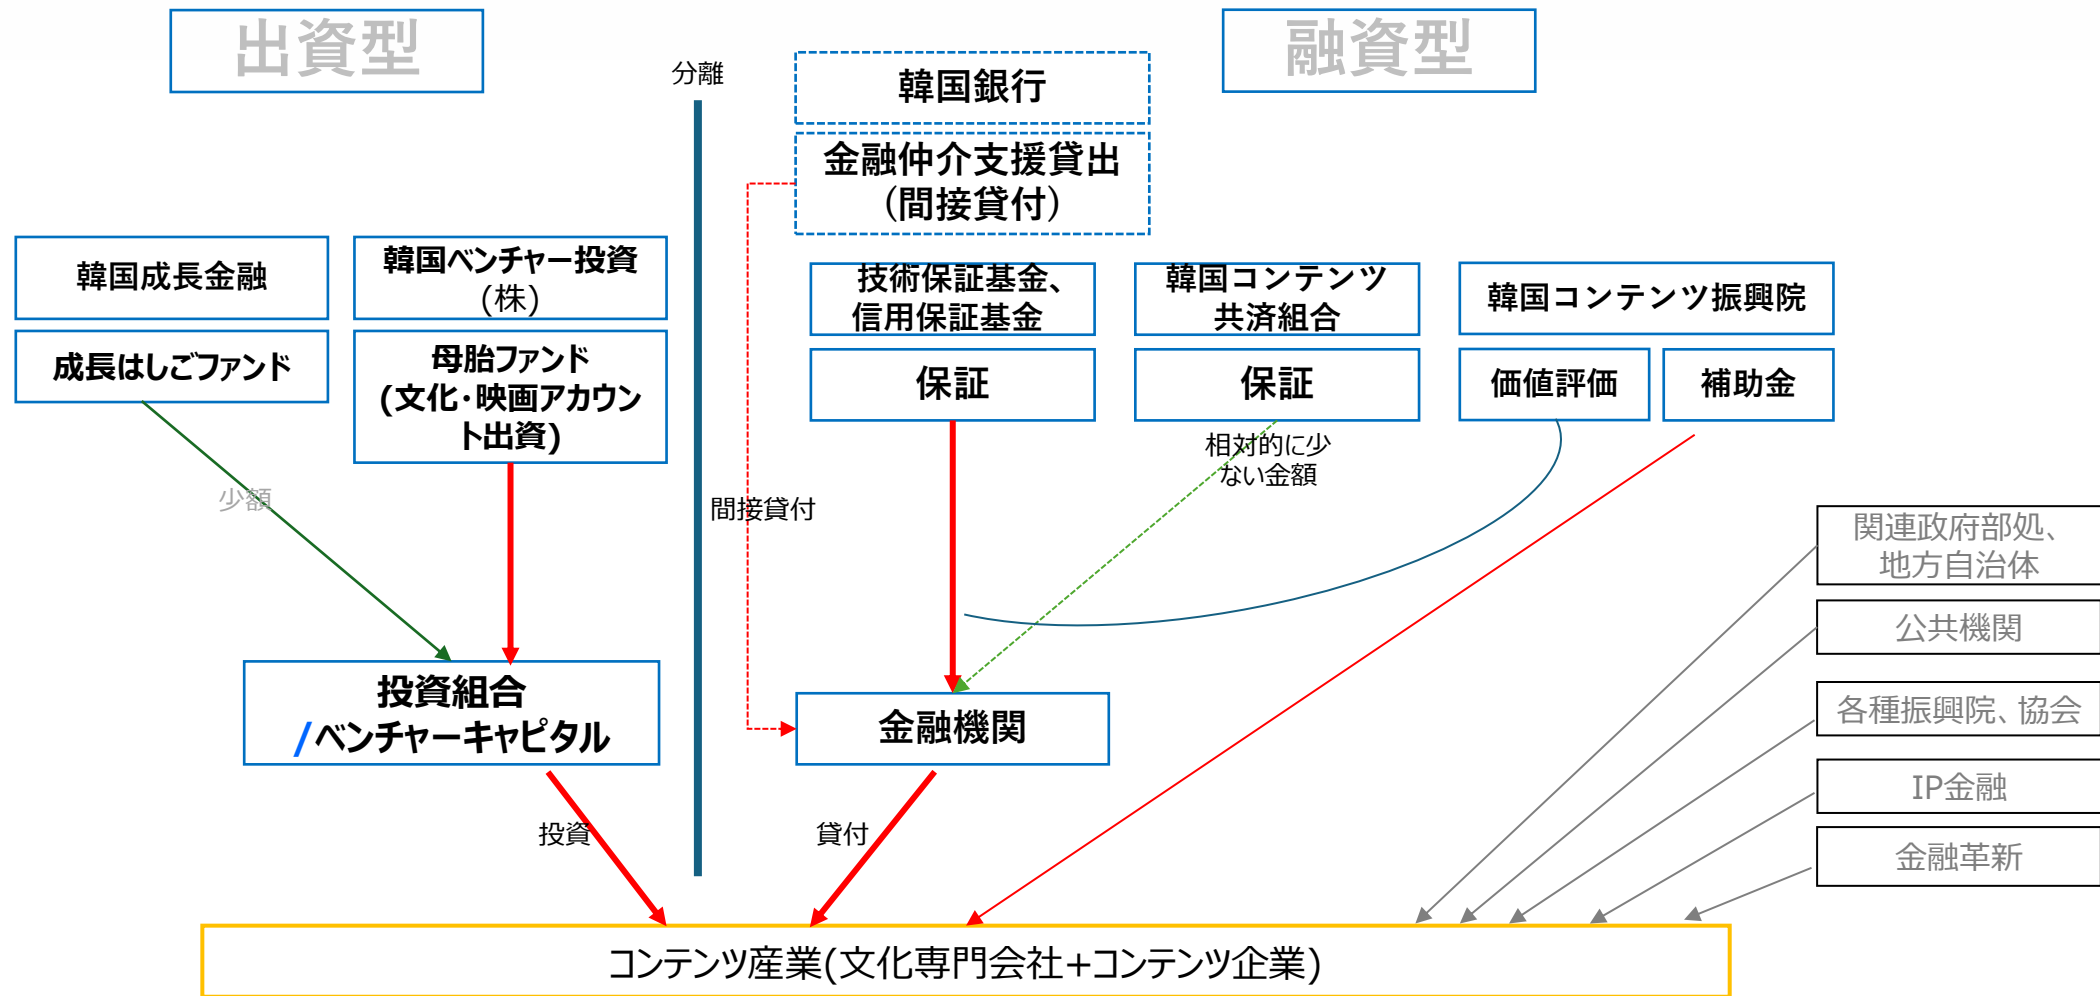 出資型
融資型
分離
韓国銀行
金融仲介支援貸出
(間接貸付)
韓国成長金融
韓国ベンチャー投資
(株)
技術保証基金、
信用保証基金
韓国コンテンツ
共済組合
韓国コンテンツ振興院
成長はしごファンド
母胎ファンド
(文化・映画アカウン
ト出資)
保証
保証
価値評価
補助金
相対的に少
ない金額
少額
間接貸付
関連政府部処、
地方自治体
公共機関
各種振興院、協会
IP金融
金融革新
投資組合
/ベンチャーキャピタル
金融機関
投資
貸付
コンテンツ産業(文化専門会社+コンテンツ企業)